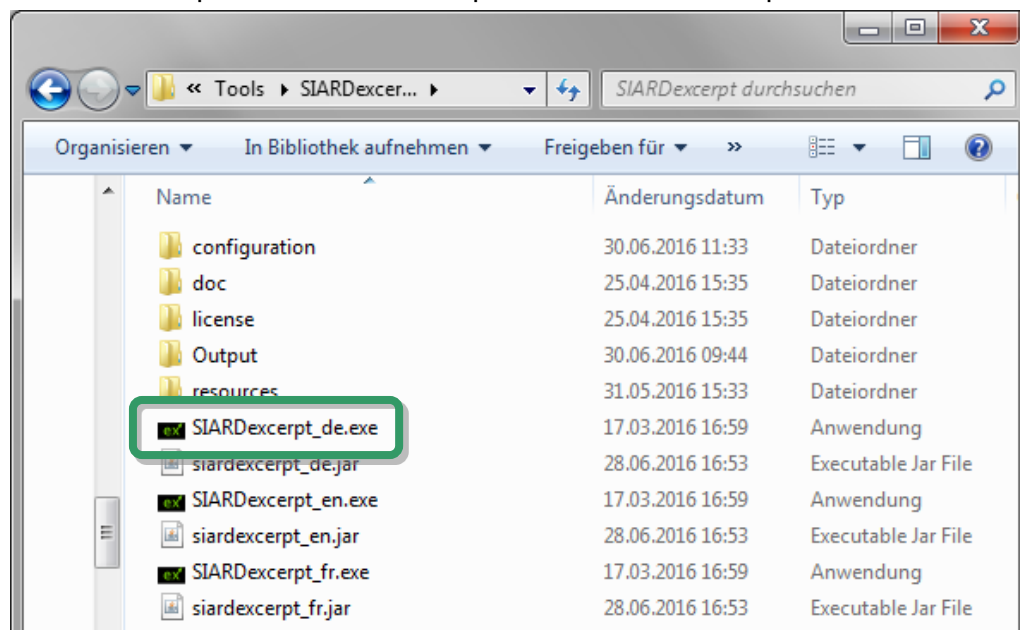 « Tools ▸ SIARDexcer... ▸ SIARDexcerpt durchsuchen
Organisieren In Bibliothek aufnehmen Freigeben für »
Name Änderungsdatum Typ
configuration 30.06.2016 11:33 Dateiordner
doc 25.04.2016 15:35 Dateiordner
license 25.04.2016 15:35 Dateiordner
Output 30.06.2016 09:44 Dateiordner
resources 31.05.2016 15:33 Dateiordner
SIARDexcerpt_de.exe 17.03.2016 16:59 Anwendung
siardexcerpt_de.jar 28.06.2016 16:53 Executable Jar File
SIARDexcerpt_en.exe 17.03.2016 16:59 Anwendung
siardexcerpt_en.jar 28.06.2016 16:53 Executable Jar File
SIARDexcerpt_fr.exe 17.03.2016 16:59 Anwendung
siardexcerpt_fr.jar 28.06.2016 16:53 Executable Jar File